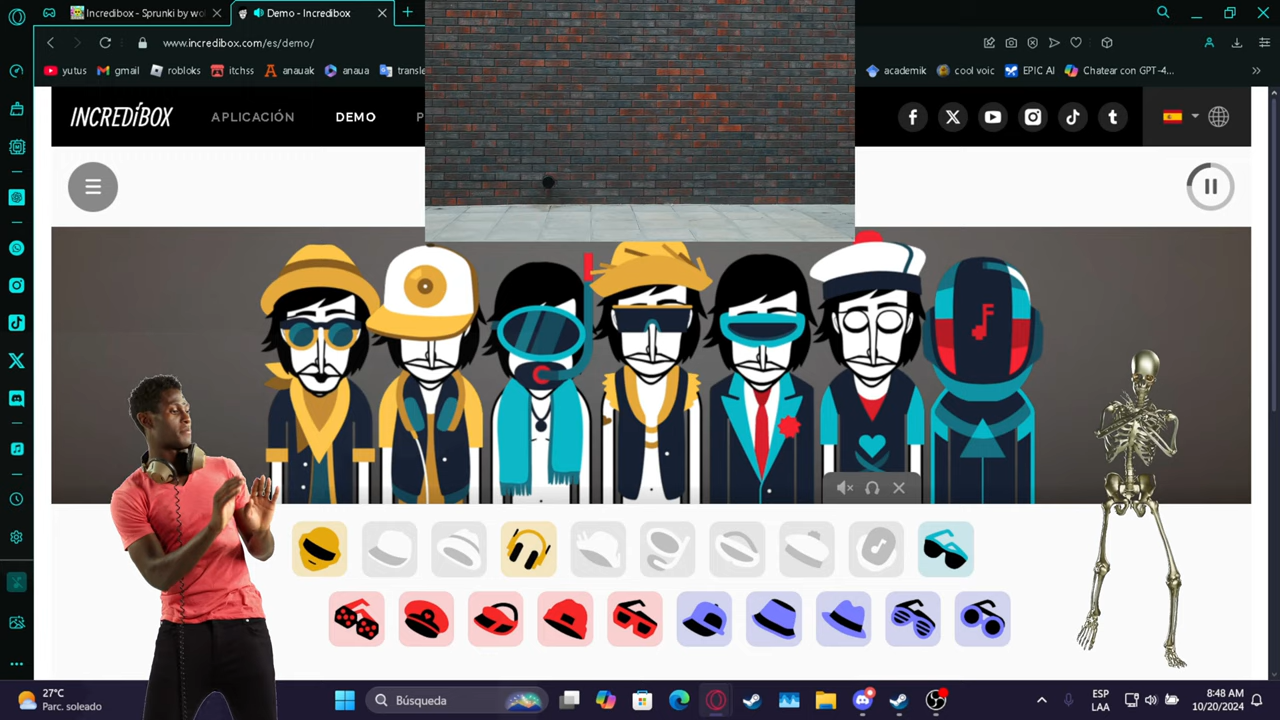 Incredibox - Sprunki by wo
Demo - Incredibox
www.incredibox.com/es/demo/
yutus
gmail
robloks
itchss
anauak
anaua
transle
academik
cool voic
EPIC AI
Chatea con GPT-4...
INCREDIBOX
APLICACIÓN
DEMO
P
27°C
Parc. soleado
Búsqueda
ESP
LAA
8:48 AM
10/20/2024